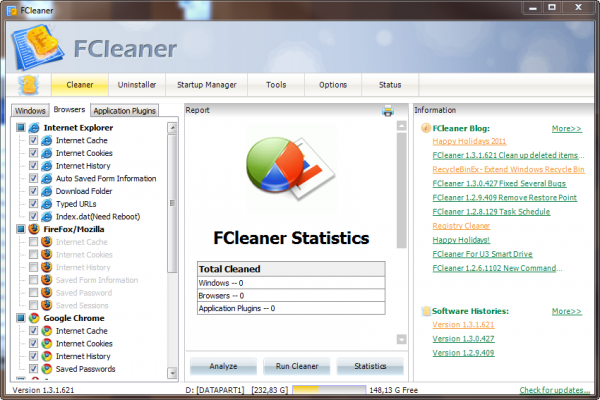 FCleaner
FCleaner
Cleaner Uninstaller Startup Manager Tools Options Status
Windows Browsers Application Plugins
Internet Explorer
Internet Cache
Internet Cookies
Internet History
Auto Saved Form Information
Download Folder
Typed URLs
Index.dat(Need Reboot)
FireFox/Mozilla
Internet Cache
Internet Cookies
Internet History
Saved Form Information
Saved Password
Saved Sessions
Google Chrome
Internet Cache
Internet Cookies
Internet History
Saved Passwords
Report
FCleaner Statistics
Total Cleaned
Windows -- 0
Browsers -- 0
Application Plugins -- 0
Analyze Run Cleaner Statistics
Information
FCleaner Blog: More>>
Happy Holidays 2011
FCleaner 1.3.1.621 Clean up deleted items...
RecycleBinEx - Extend Windows Recycle Bin
FCleaner 1.3.0.427 Fixed Several Bugs
FCleaner 1.2.9.409 Remove Restore Point
FCleaner 1.2.8.129 Task Schedule
Registry Cleaner
Happy Holidays!
FCleaner For U3 Smart Drive
FCleaner 1.2.6.1102 New Command...
Software Histories: More>>
Version 1.3.1.621
Version 1.3.0.427
Version 1.2.9.409
Version 1.3.1.621 D: [DATAPART1] [232,83 G] 148,13 G Free Check for updates...